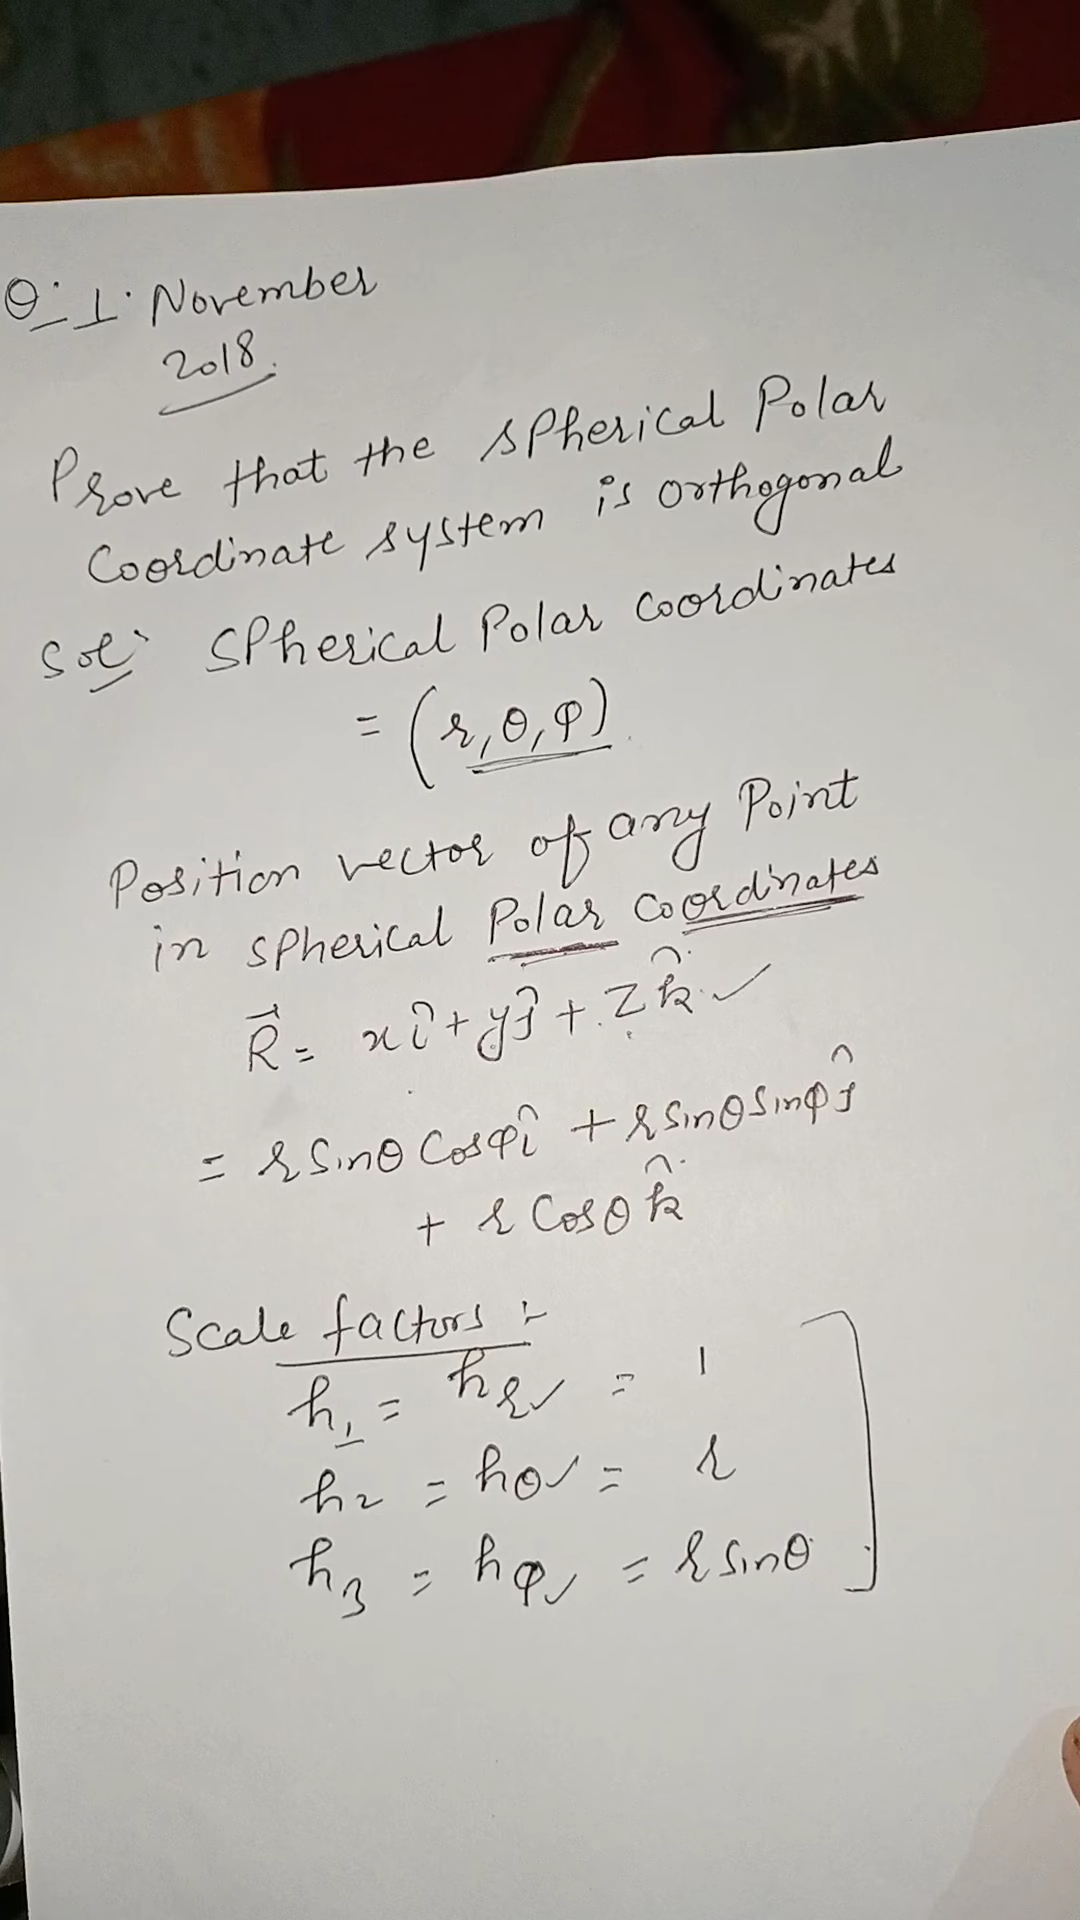 Q:1. November
2018.
Prove that the spherical Polar
Coordinate system is orthogonal
Sol: Spherical Polar coordinates
= (r, θ, φ)
Position vector of any Point
in spherical Polar coordinates
R⃗ = xî + yĵ + Zk̂ ✓
= r Sinθ Cosφ î + r Sinθ Sinφ ĵ
+ r Cosθ k̂
Scale factors :-
h₁ = hr ✓ = 1
h₂ = hθ ✓ = r
h₃ = hφ ✓ = r Sinθ